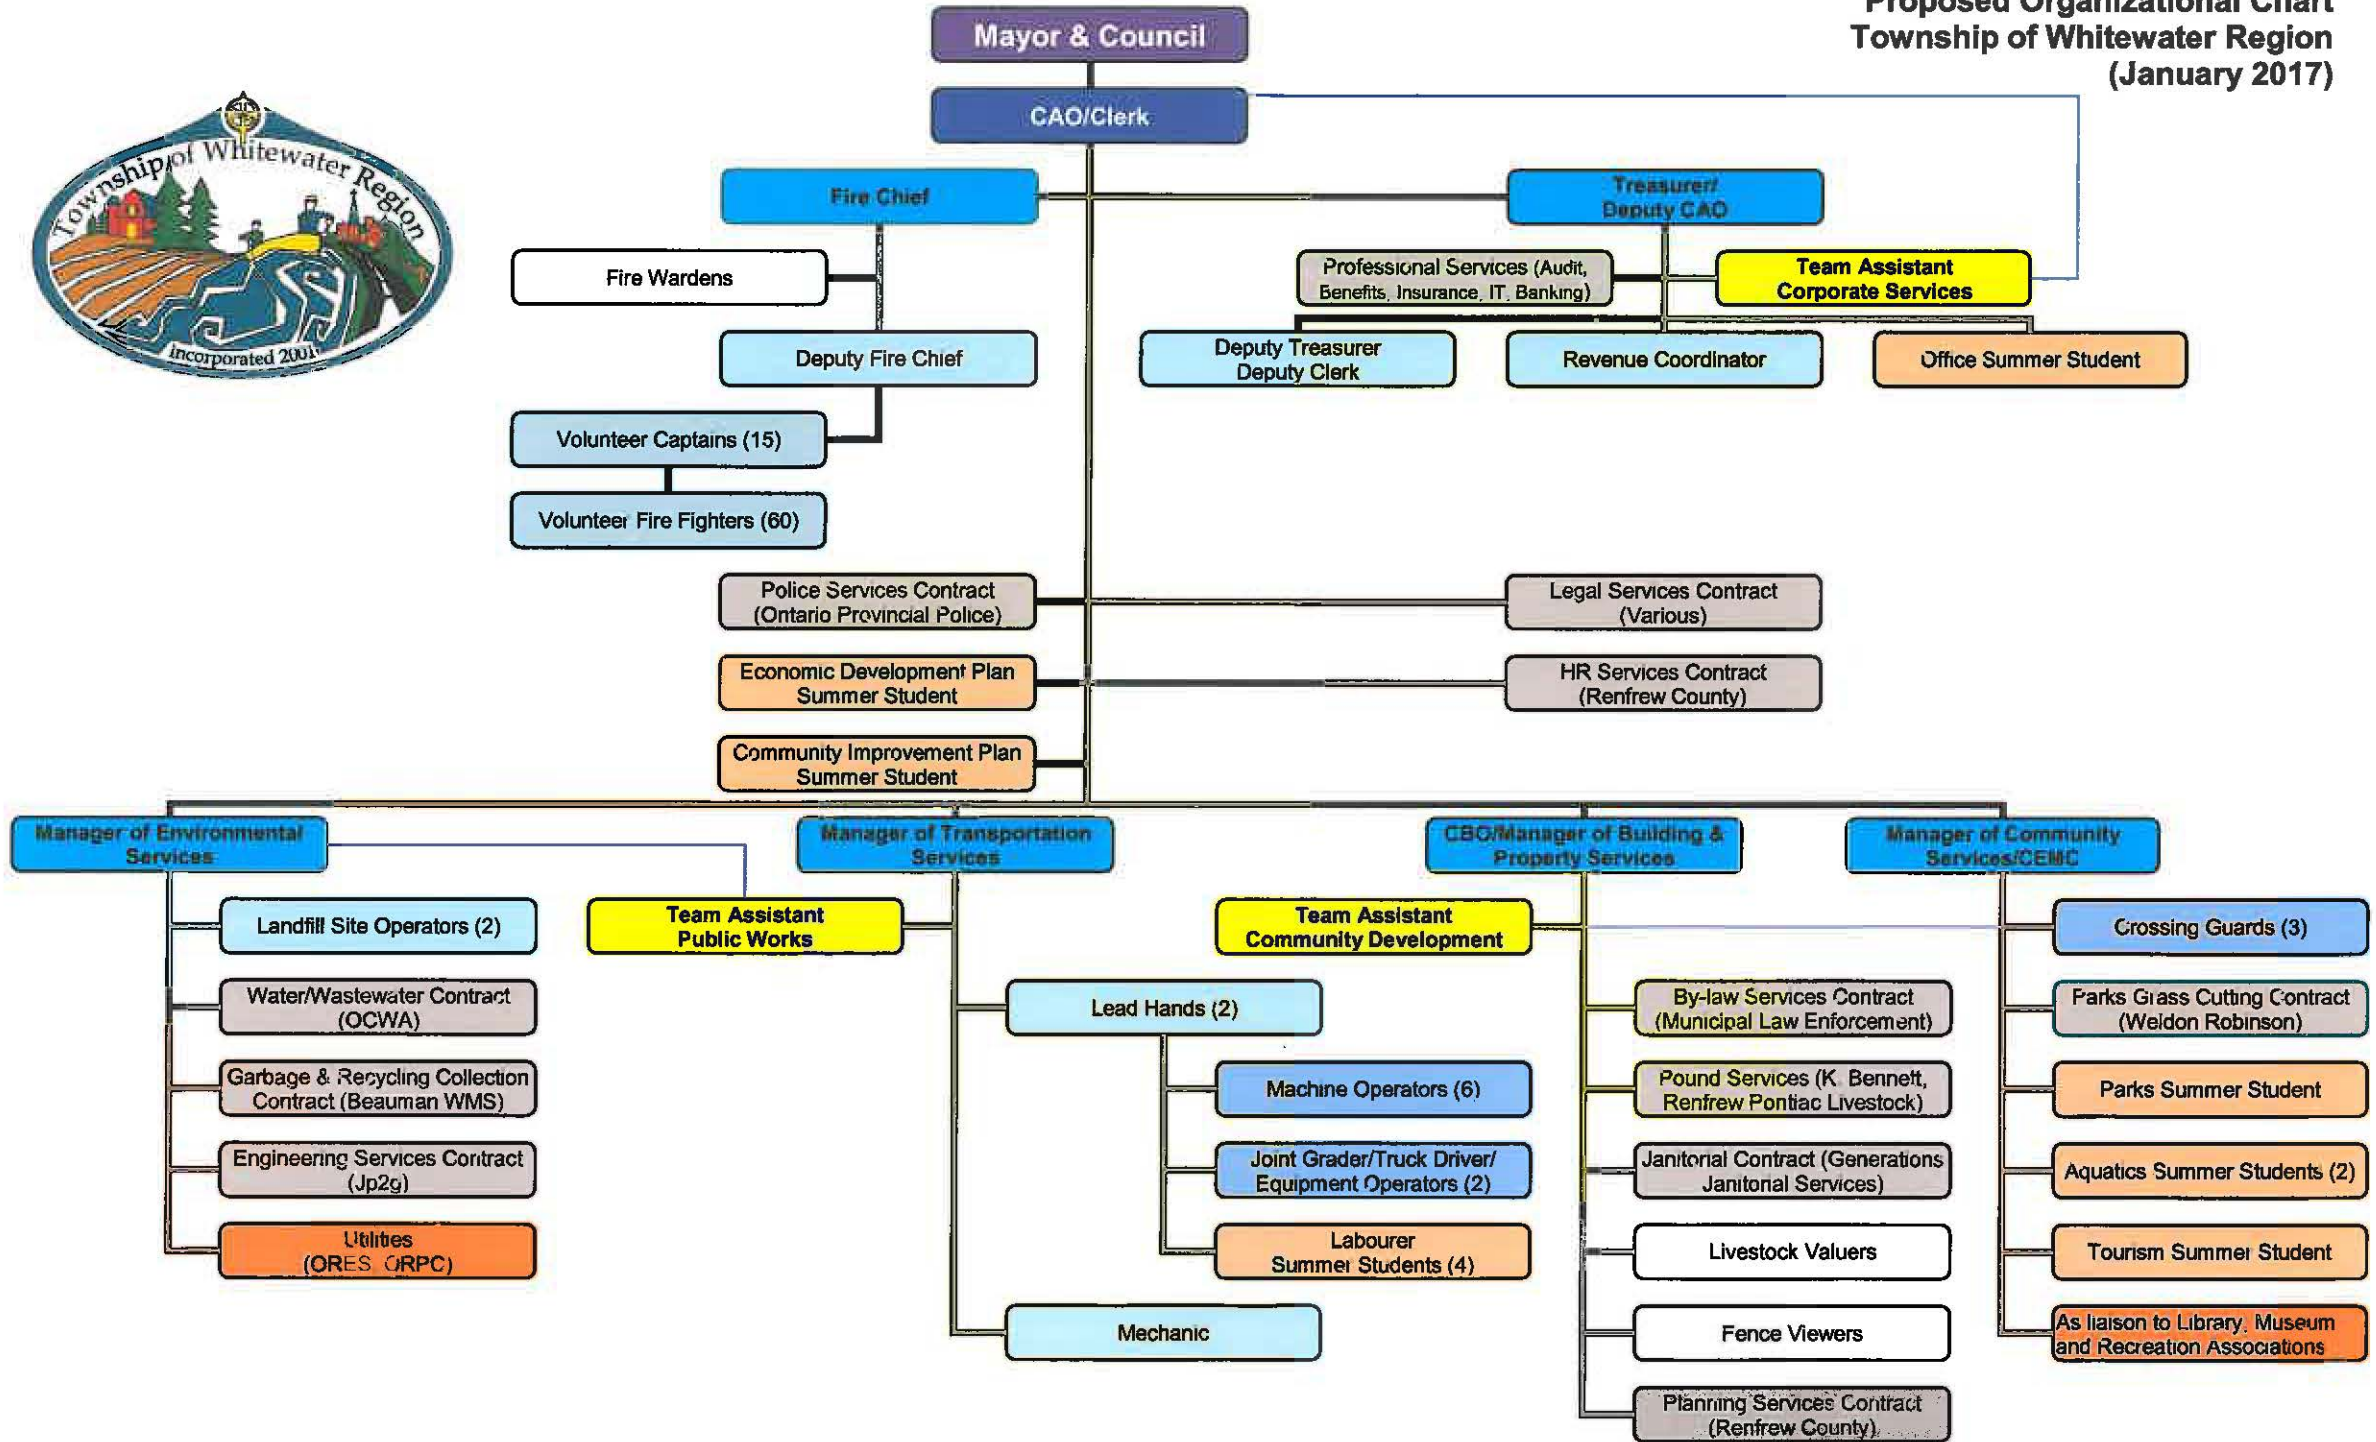 Proposed Organizational Chart
Township of Whitewater Region
(January 2017)
Mayor & Council
CAO/Clerk
Township of Whitewater Region
incorporated 2001
Fire Chief
Treasurer/
Deputy CAO
Fire Wardens
Professional Services (Audit,
Benefits, Insurance, IT, Banking)
Team Assistant
Corporate Services
Deputy Fire Chief
Deputy Treasurer
Deputy Clerk
Revenue Coordinator
Office Summer Student
Volunteer Captains (15)
Volunteer Fire Fighters (60)
Police Services Contract
(Ontario Provincial Police)
Legal Services Contract
(Various)
Economic Development Plan
Summer Student
HR Services Contract
(Renfrew County)
Community Improvement Plan
Summer Student
Manager of Environmental
Services
Manager of Transportation
Services
CBO/Manager of Building &
Property Services
Manager of Community
Services/CEMC
Landfill Site Operators (2)
Water/Wastewater Contract
(OCWA)
Garbage & Recycling Collection
Contract (Beauman WMS)
Engineering Services Contract
(Jp2g)
Utilities
(ORES, ORPC)
Team Assistant
Public Works
Lead Hands (2)
Machine Operators (6)
Joint Grader/Truck Driver/
Equipment Operators (2)
Labourer
Summer Students (4)
Mechanic
Team Assistant
Community Development
By-law Services Contract
(Municipal Law Enforcement)
Pound Services (K. Bennett,
Renfrew Pontiac Livestock)
Janitorial Contract (Generations
Janitorial Services)
Livestock Valuers
Fence Viewers
Planning Services Contract
(Renfrew County)
Crossing Guards (3)
Parks Grass Cutting Contract
(Weldon Robinson)
Parks Summer Student
Aquatics Summer Students (2)
Tourism Summer Student
As liaison to Library, Museum
and Recreation Associations